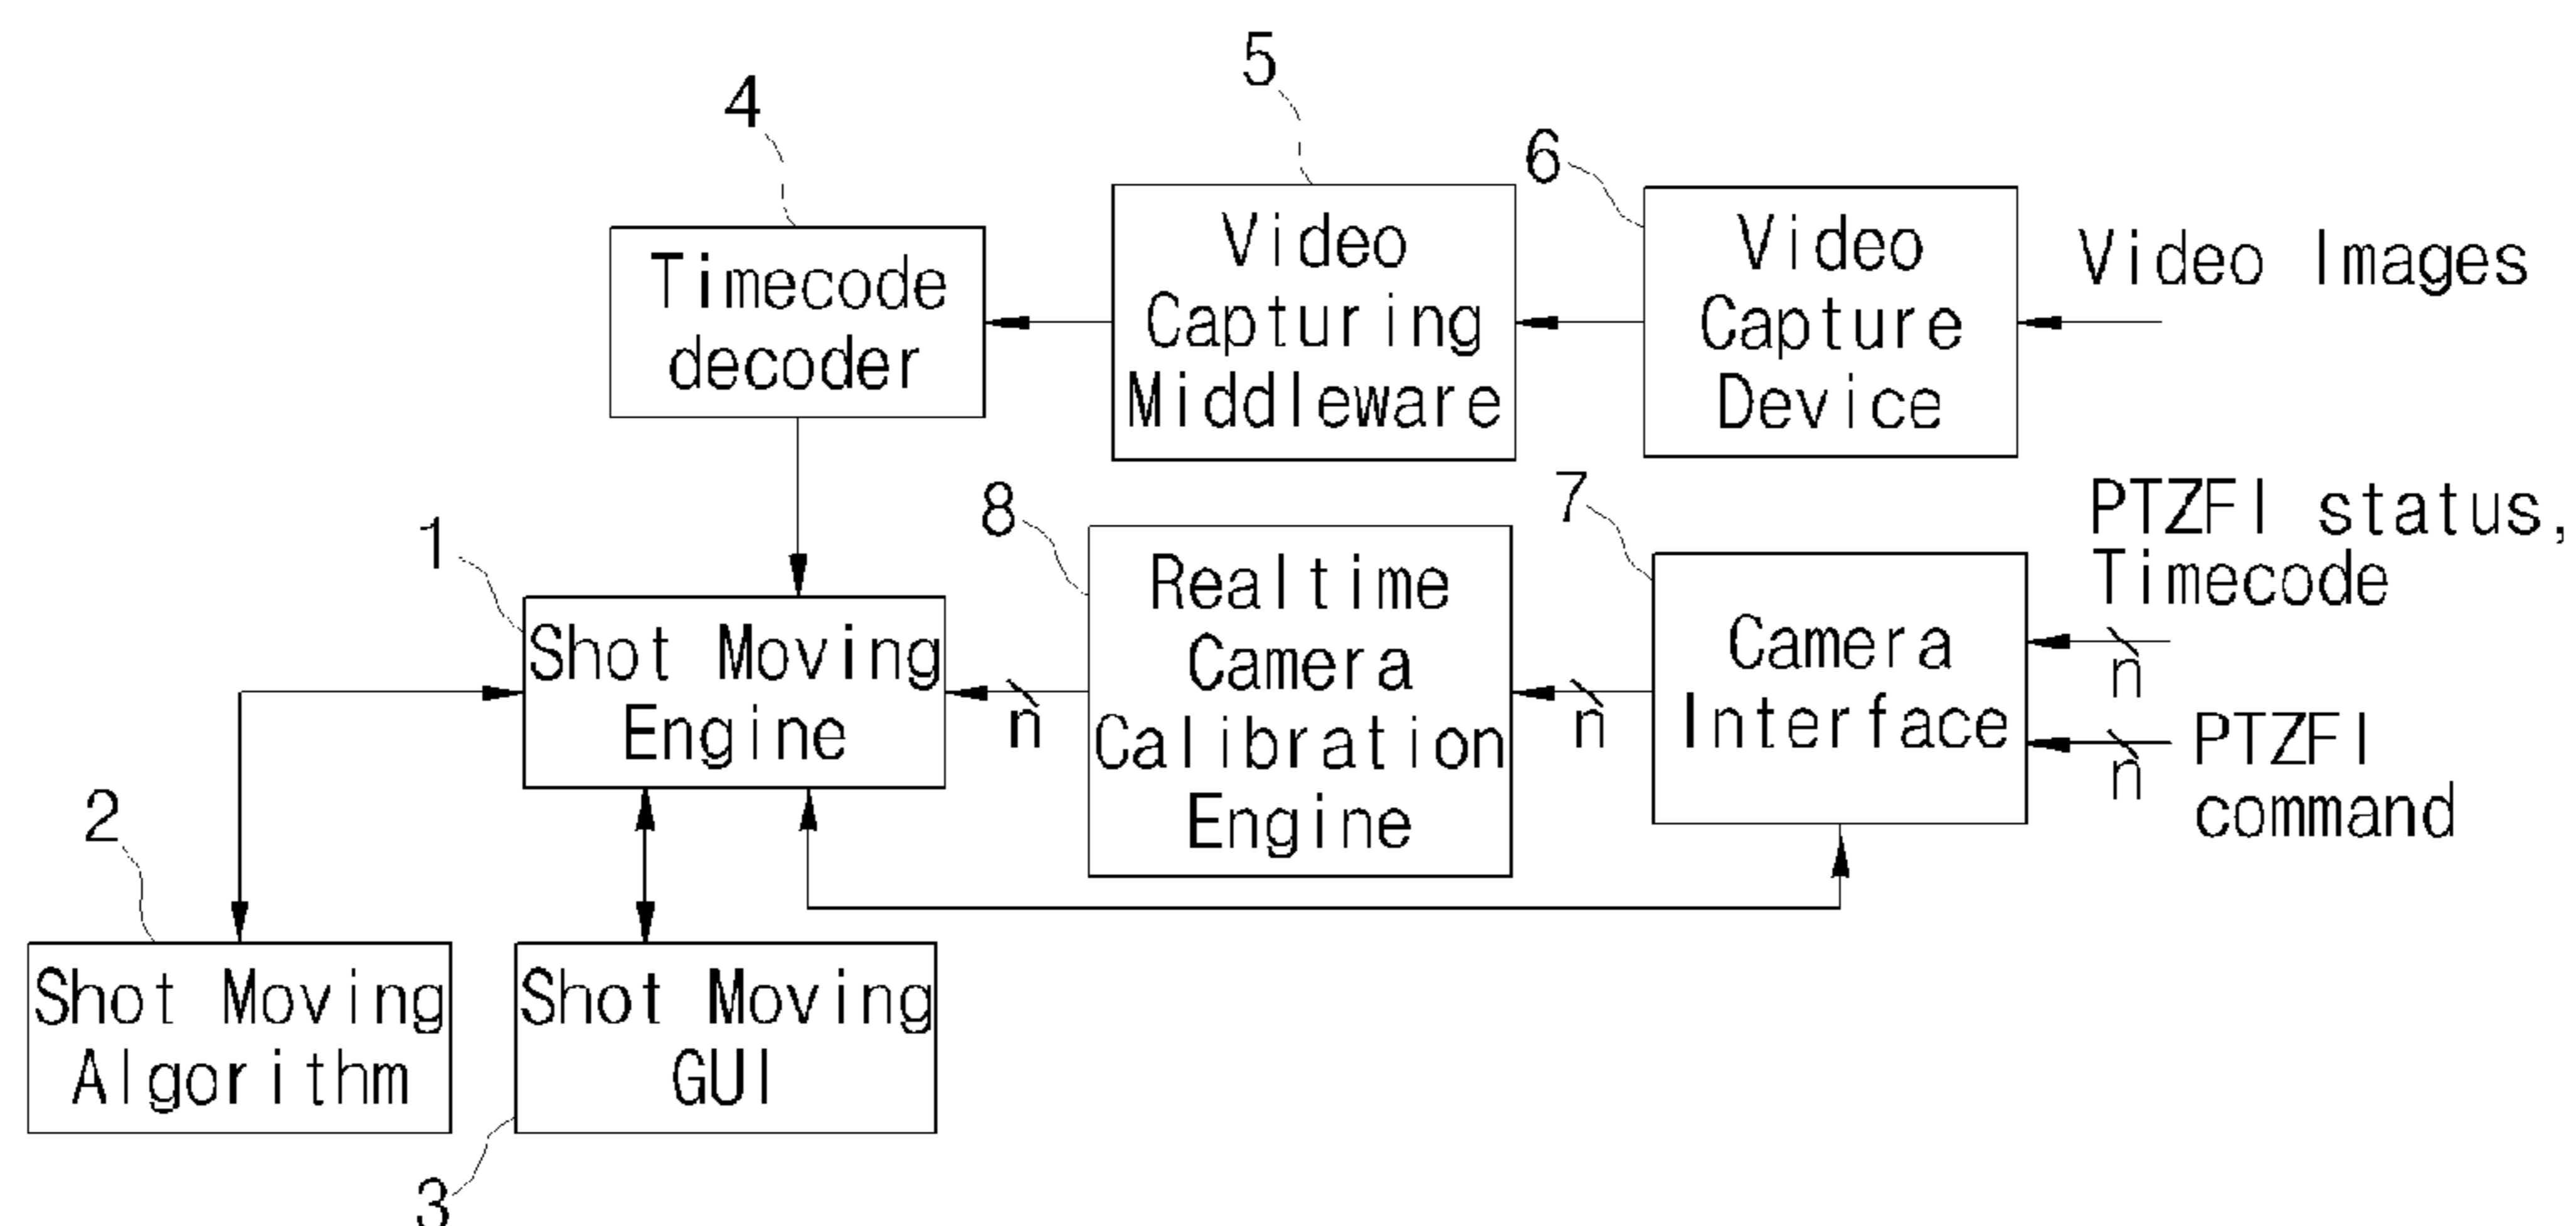 5
4
6
Video
Capturing
Middleware
Video
Capture
Device
Video Images
Timecode
decoder
1
8
7
PTZFI status,
Timecode
Shot Moving
Engine
n
Realtime
Camera
Calibration
Engine
n
Camera
Interface
n
n
PTZFI
command
2
Shot Moving
Algorithm
Shot Moving
GUI
3